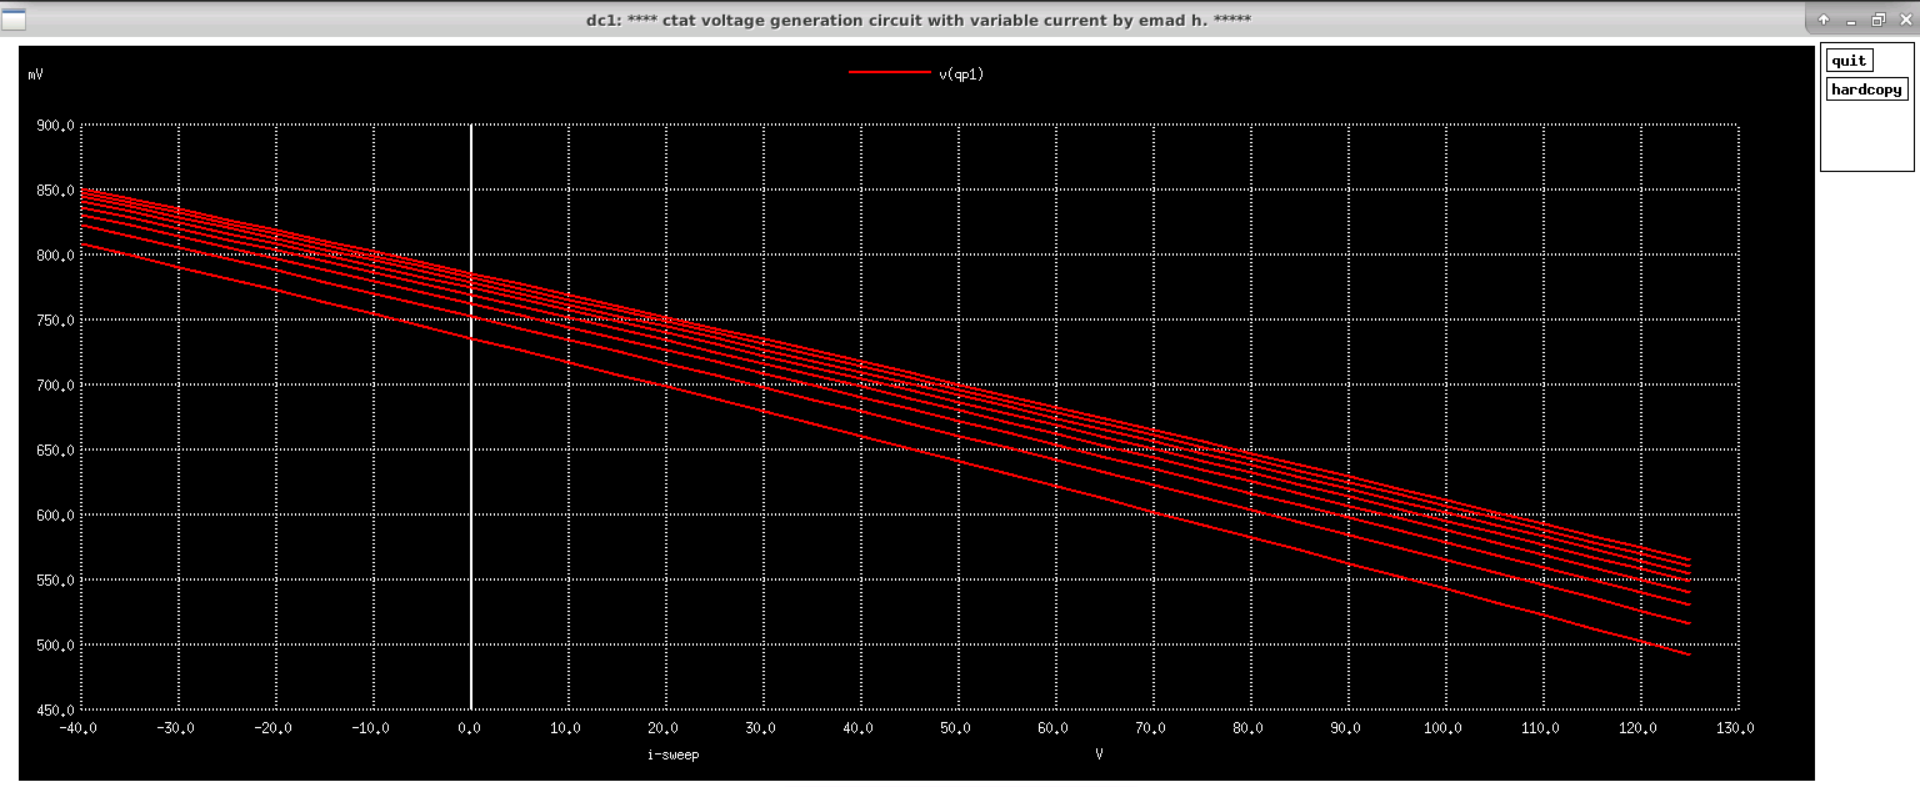 dc1: **** ctat voltage generation circuit with variable current by emad h. *****
quit
hardcopy
mV
v(qp1)
900.0
850.0
800.0
750.0
700.0
650.0
600.0
550.0
500.0
450.0
-40.0 -30.0 -20.0 -10.0 0.0 10.0 20.0 30.0 40.0 50.0 60.0 70.0 80.0 90.0 100.0 110.0 120.0 130.0
i-sweep V